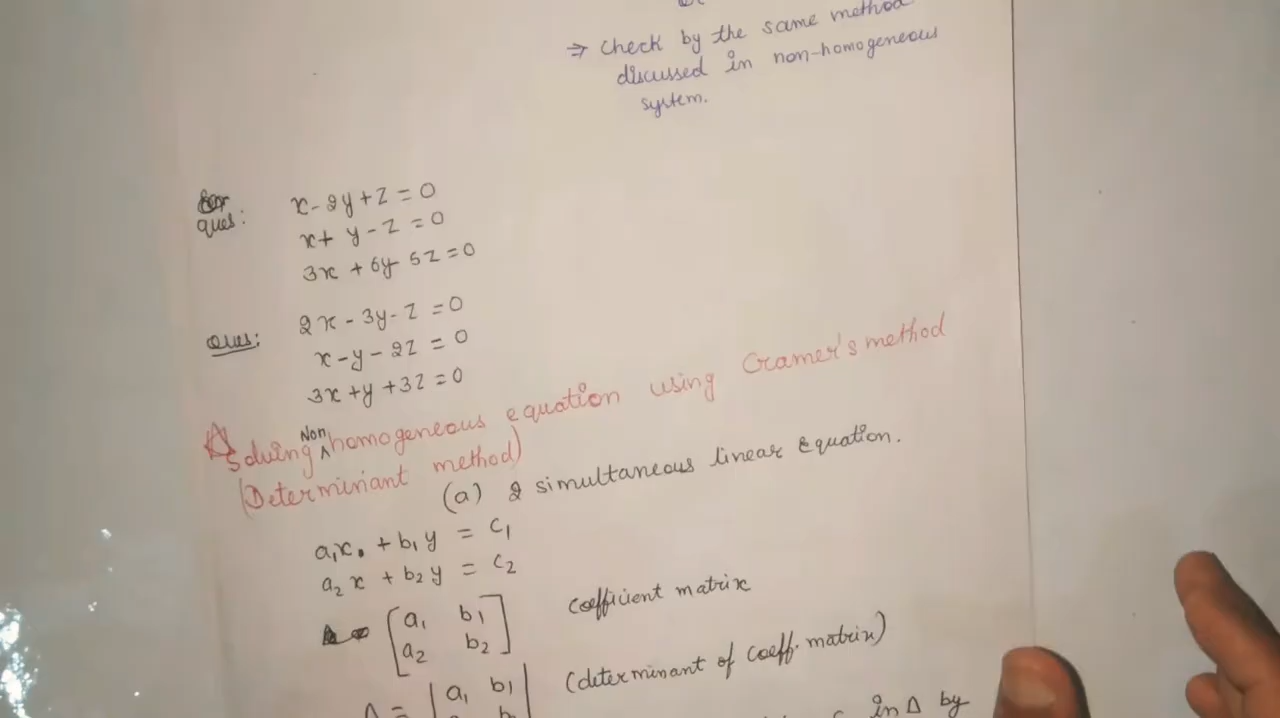 ⇒ Check by the same method
discussed in non-homogeneous
system.
Ques: x - 2y + z = 0
x + y - z = 0
3x + 6y 5z = 0
Ques: 2x - 3y - z = 0
x - y - 2z = 0
3x + y + 3z = 0
Solving Non homogeneous equation using Cramer's method
(Determinant method)
(a) 2 simultaneous linear Equation.
a₁x + b₁y = c₁
a₂x + b₂y = c₂
[a₁ b₁ Coefficient matrix
a₂ b₂]
Δ = |a₁ b₁| (determinant of coeff. matrix)
in Δ by